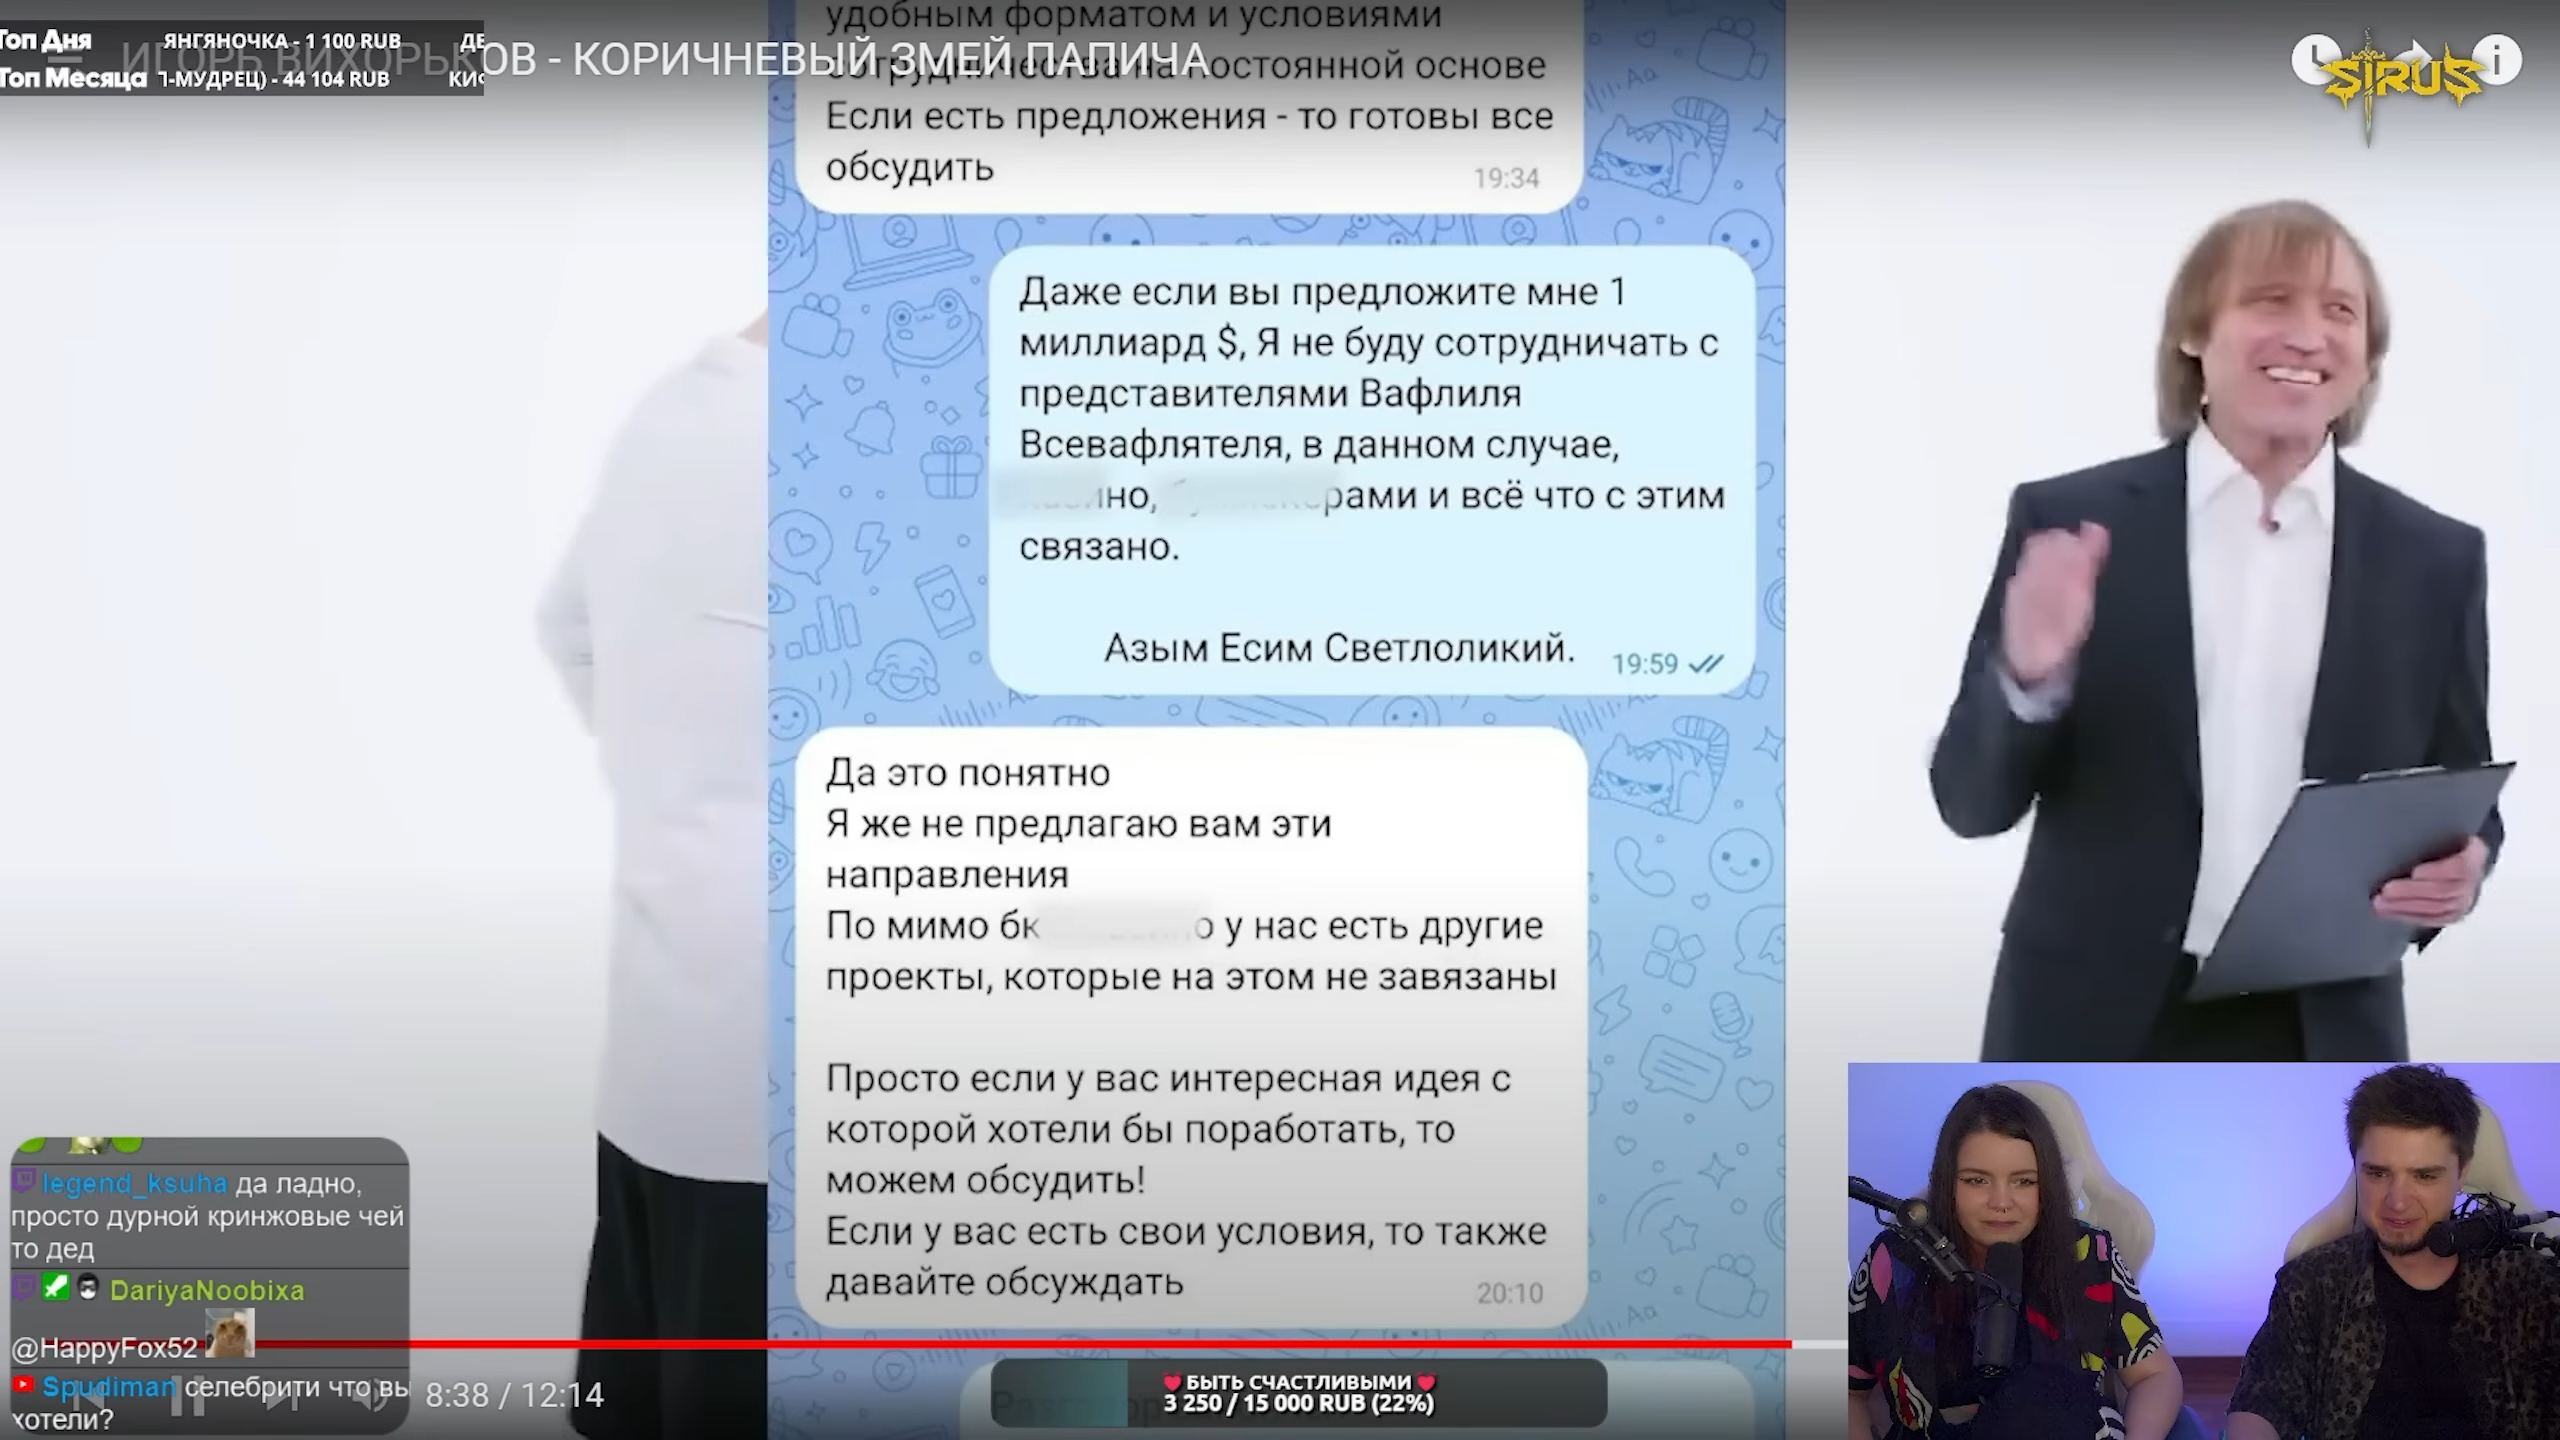 Топ Дня ЯНГЯНОЧКА - 1 100 RUB
Топ Месяца Т-МУДРЕЦ) - 44 104 RUB
ИГОРЬ ВИХОРЬКОВ - КОРИЧНЕВЫЙ ЗМЕЙ ПАПИЧА
SIRUS
удобным форматом и условиями
сотрудничества на постоянной основе
Если есть предложения - то готовы все
обсудить
19:34
Даже если вы предложите мне 1
миллиард $, Я не буду сотрудничать с
представителями Вафлиля
Всевафлятеля, в данном случае,
и всё что с этим
связано.
Азым Есим Светлоликий.
19:59
Да это понятно
Я же не предлагаю вам эти
направления
По мимо бк у нас есть другие
проекты, которые на этом не завязаны
Просто если у вас интересная идея с
которой хотели бы поработать, то
можем обсудить!
Если у вас есть свои условия, то также
давайте обсуждать
20:10
legend_ksuha да ладно,
просто дурной кринжовые чей
то дед
DariyaNoobixa
@HappyFox52
Spudiman селебрити что вы
хотели?
8:38 / 12:14
БЫТЬ СЧАСТЛИВЫМИ
3 250 / 15 000 RUB (22%)